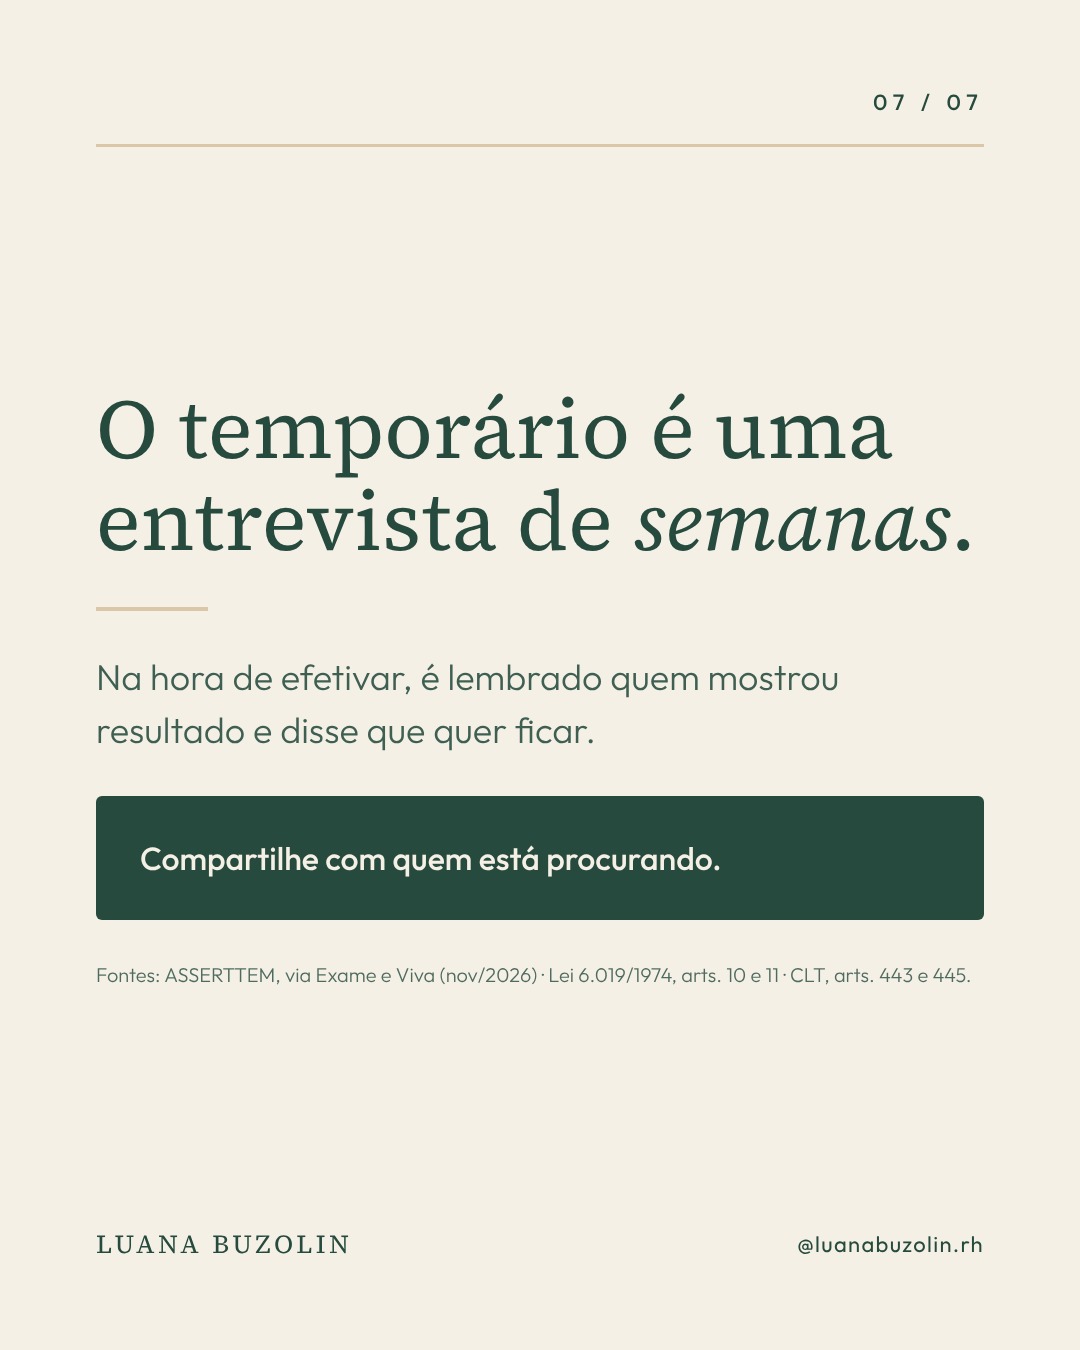 07 / 07
O temporário é uma
entrevista de semanas.
Na hora de efetivar, é lembrado quem mostrou
resultado e disse que quer ficar.
Compartilhe com quem está procurando.
Fontes: ASSERTTEM, via Exame e Viva (nov/2026) · Lei 6.019/1974, arts. 10 e 11 · CLT, arts. 443 e 445.
LUANA BUZOLIN
@luanabuzolin.rh